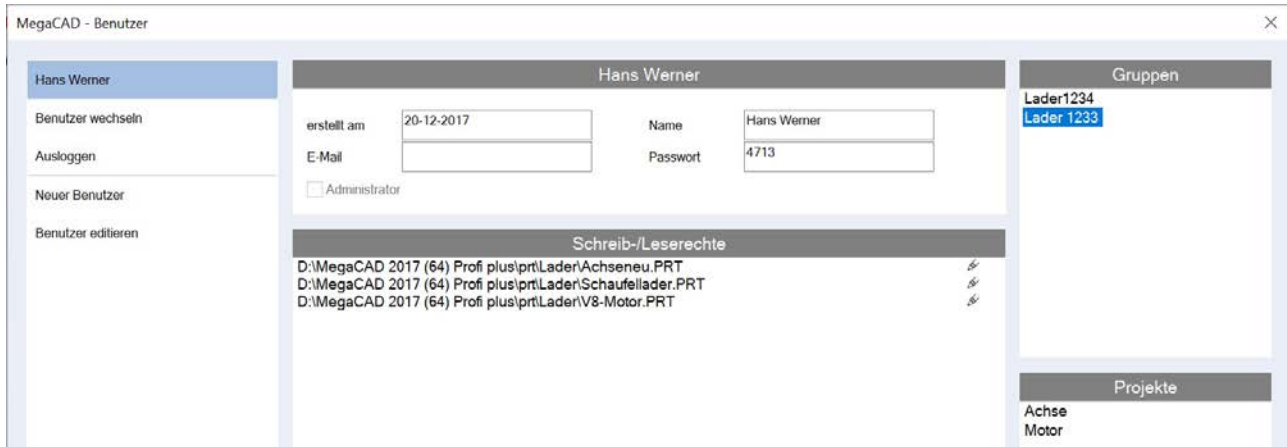 MegaCAD - Benutzer
Hans Werner
Benutzer wechseln
Ausloggen
Neuer Benutzer
Benutzer editieren
Hans Werner
erstellt am 20-12-2017 Name Hans Werner
E-Mail Passwort 4713
Administrator
Schreib-/Leserechte
D:\MegaCAD 2017 (64) Profi plus\prt\Lader\Achseneu.PRT
D:\MegaCAD 2017 (64) Profi plus\prt\Lader\Schaufellader.PRT
D:\MegaCAD 2017 (64) Profi plus\prt\Lader\V8-Motor.PRT
Gruppen
Lader1234
Lader 1233
Projekte
Achse
Motor